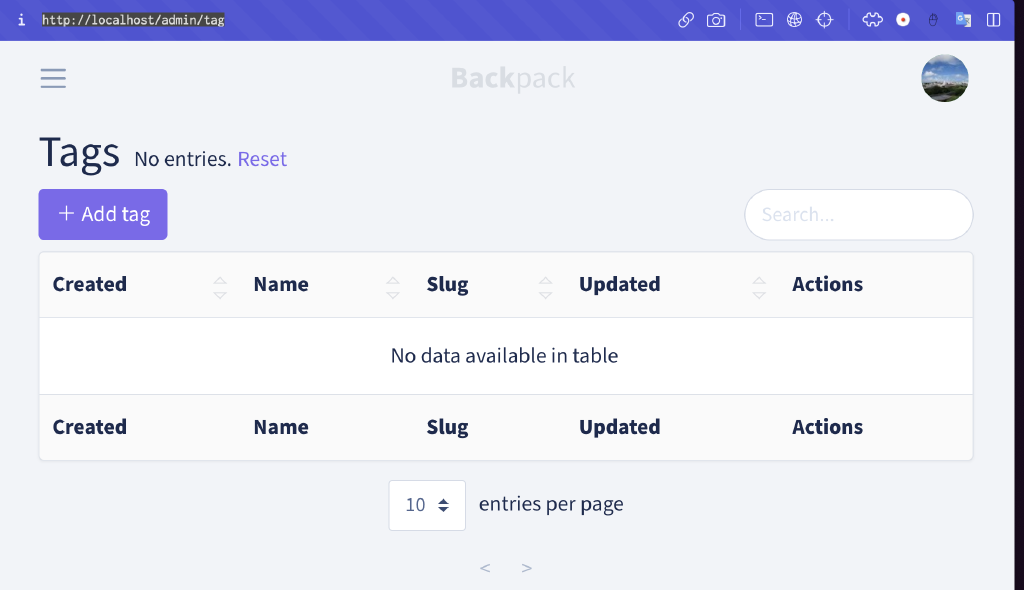 i http://localhost/admin/tag
Backpack
Tags No entries. Reset
+ Add tag
Search...
Created Name Slug Updated Actions
No data available in table
Created Name Slug Updated Actions
10 entries per page
< >